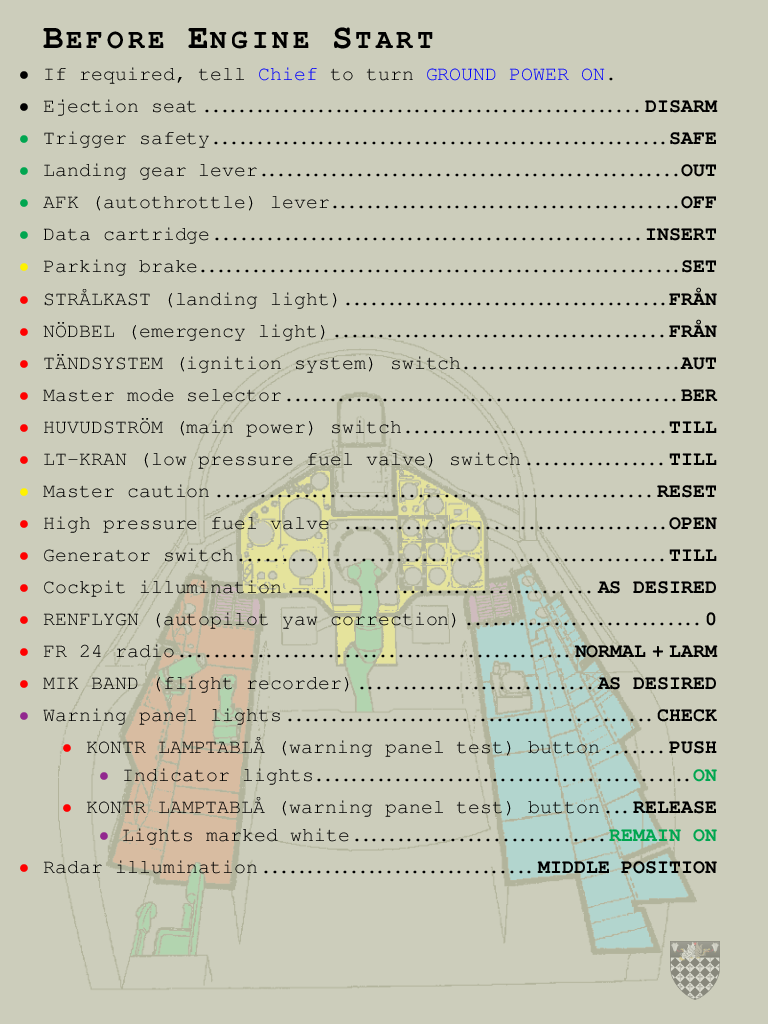 BEFORE ENGINE START
• If required, tell Chief to turn GROUND POWER ON.
• Ejection seat ........................................ DISARM
• Trigger safety ........................................ SAFE
• Landing gear lever ........................................ OUT
• AFK (autothrottle) lever ........................................ OFF
• Data cartridge ........................................ INSERT
• Parking brake ........................................ SET
• STRÅLKAST (landing light) ........................................ FRÅN
• NÖDBEL (emergency light) ........................................ FRÅN
• TÄNDSYSTEM (ignition system) switch .................... AUT
• Master mode selector ........................................ BER
• HUVUDSTRÖM (main power) switch ........................ TILL
• LT-KRAN (low pressure fuel valve) switch ............... TILL
• Master caution ........................................ RESET
• High pressure fuel valve ................................ OPEN
• Generator switch ........................................ TILL
• Cockpit illumination ............................ AS DESIRED
• RENFLYGN (autopilot yaw correction) ...................... 0
• FR 24 radio ................................ NORMAL + LARM
• MIK BAND (flight recorder) ...................... AS DESIRED
• Warning panel lights ................................ CHECK
• KONTR LAMPTABLÅ (warning panel test) button ....... PUSH
• Indicator lights ........................................ ON
• KONTR LAMPTABLÅ (warning panel test) button ... RELEASE
• Lights marked white ........................ REMAIN ON
• Radar illumination ........................ MIDDLE POSITION